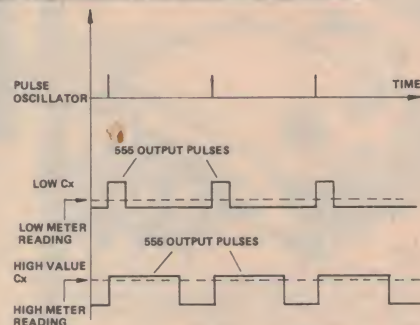 PULSE
OSCILLATOR
TIME
555 OUTPUT PULSES
LOW Cx
LOW METER
READING
555 OUTPUT PULSES
HIGH VALUE
Cx
HIGH METER
READING